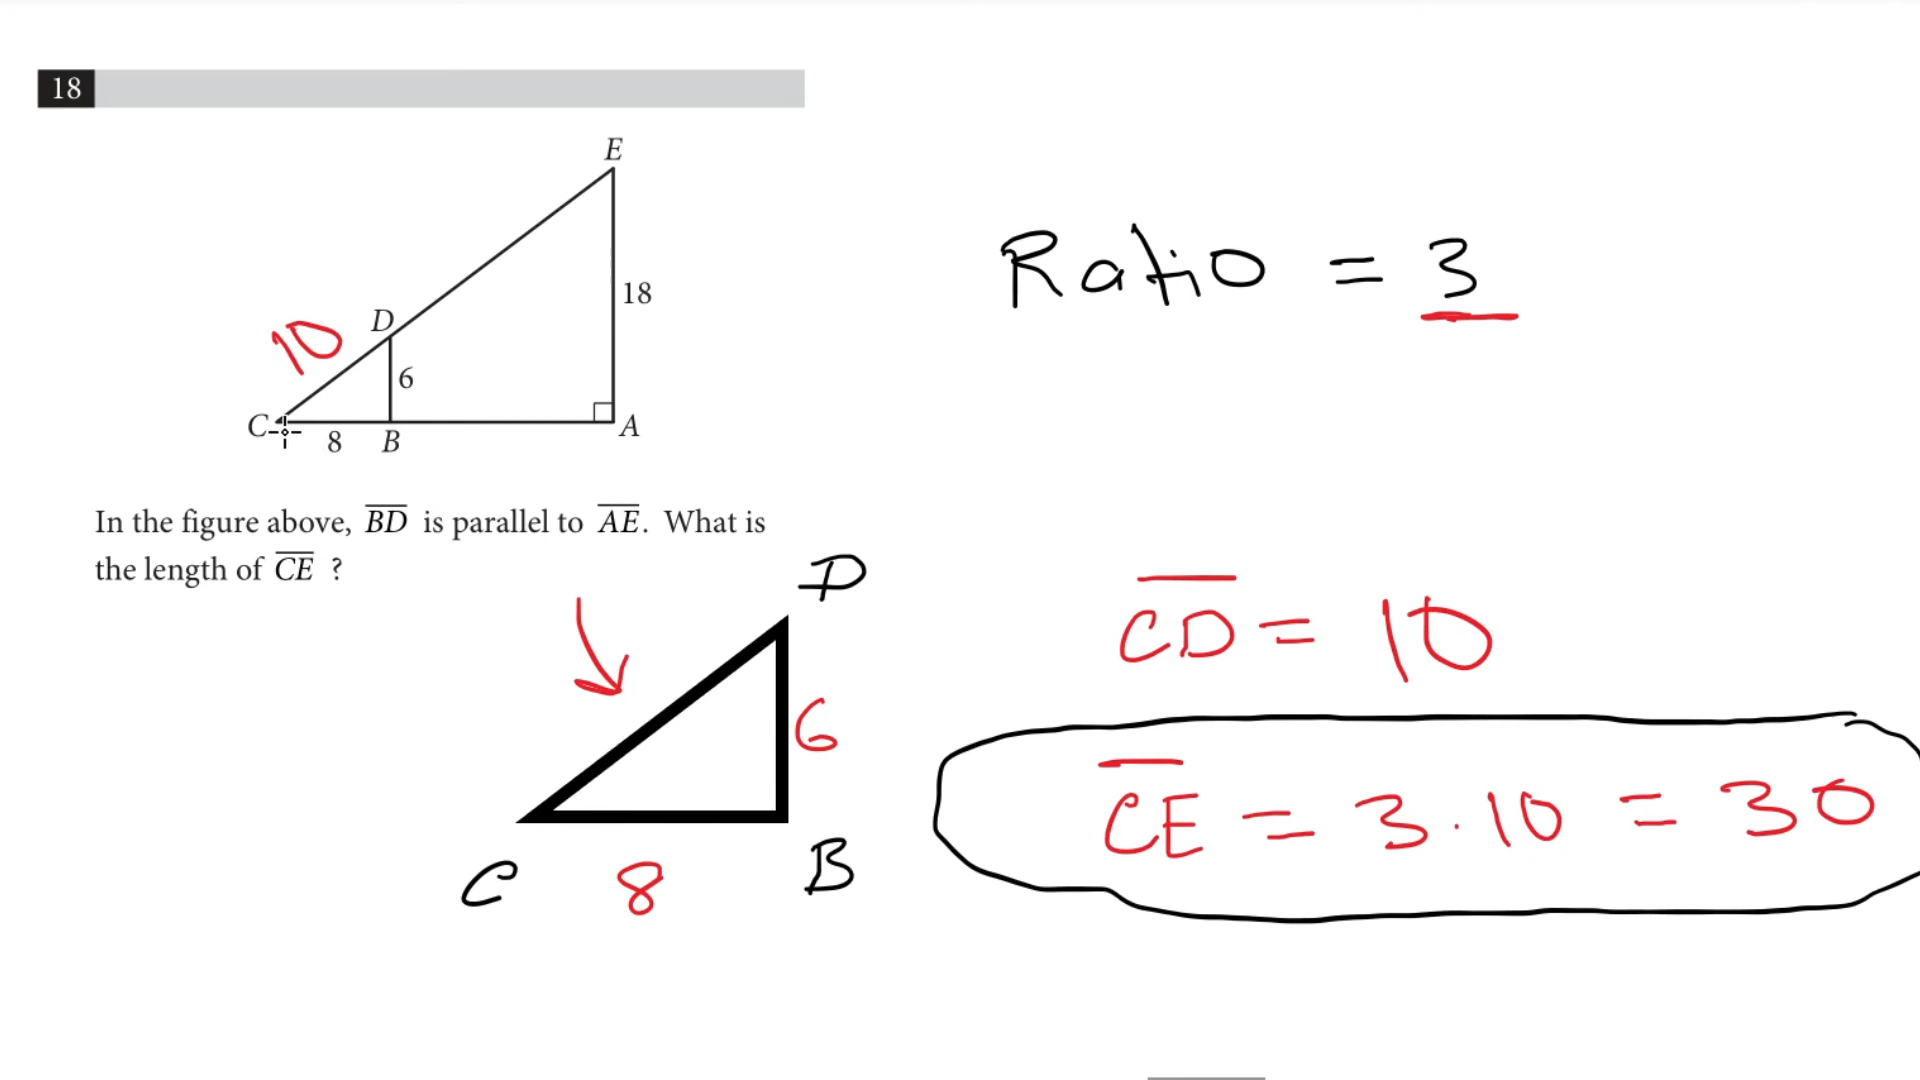 18
E
18
D
10
6
C
8
B
A
In the figure above, BD is parallel to AE. What is
the length of CE ?
Ratio = 3
D
6
C
8
B
CD = 10
CE = 3 · 10 = 30